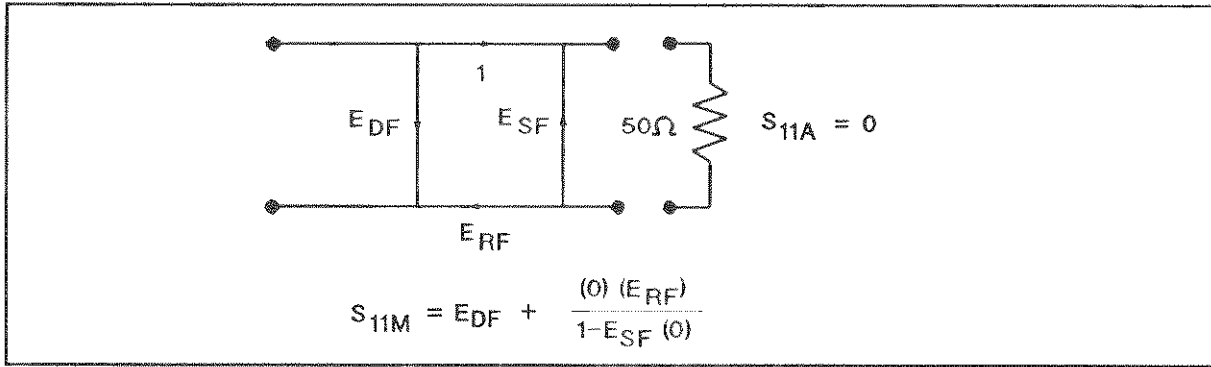 1
E_DF
E_SF
50Ω
S_11A = 0
E_RF
S_11M = E_DF + (0) (E_RF) / 1-E_SF (0)